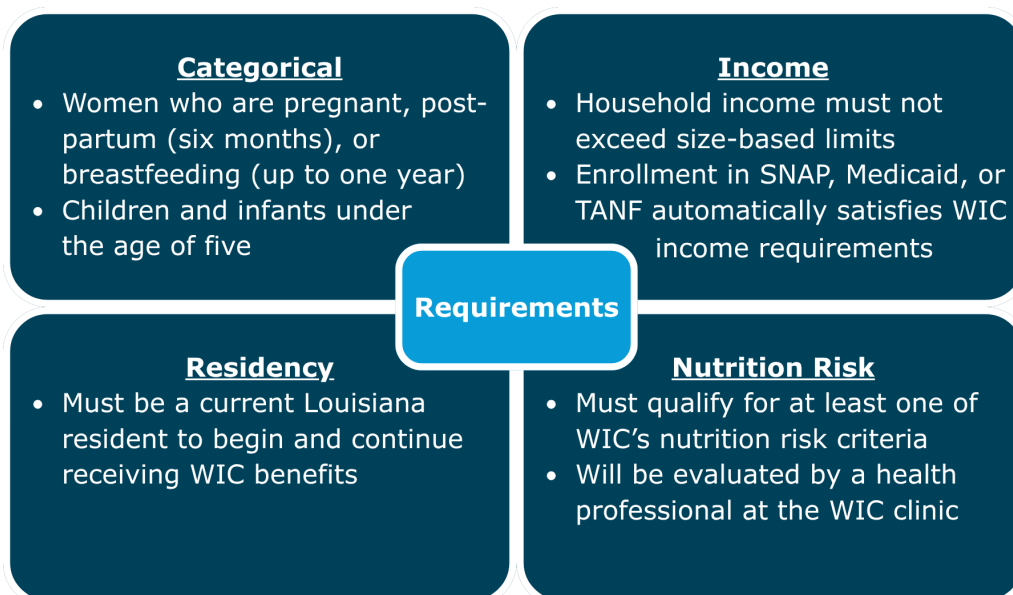 Categorical
• Women who are pregnant, post-
partum (six months), or
breastfeeding (up to one year)
• Children and infants under
the age of five
Income
• Household income must not
exceed size-based limits
• Enrollment in SNAP, Medicaid, or
TANF automatically satisfies WIC
income requirements
Requirements
Residency
• Must be a current Louisiana
resident to begin and continue
receiving WIC benefits
Nutrition Risk
• Must qualify for at least one of
WIC’s nutrition risk criteria
• Will be evaluated by a health
professional at the WIC clinic